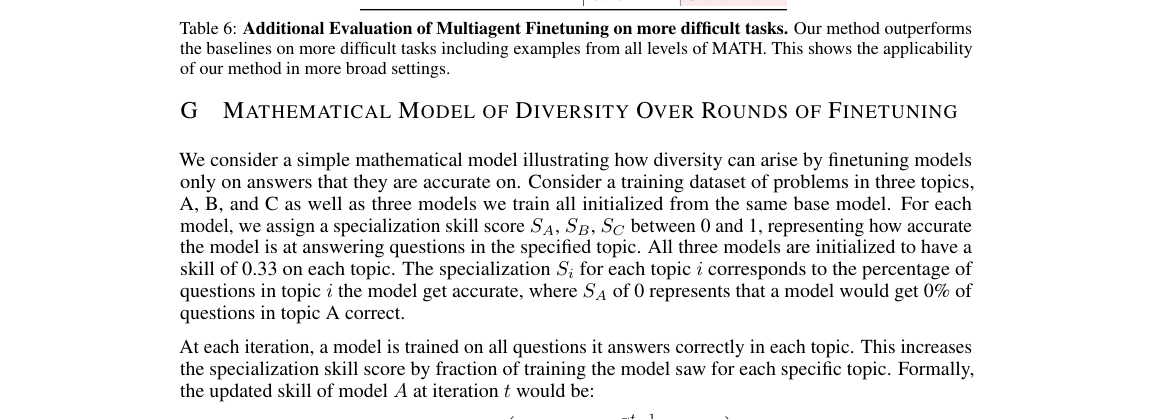 Table 6: Additional Evaluation of Multiagent Finetuning on more difficult tasks. Our method outperforms
the baselines on more difficult tasks including examples from all levels of MATH. This shows the applicability
of our method in more broad settings.
G MATHEMATICAL MODEL OF DIVERSITY OVER ROUNDS OF FINETUNING
We consider a simple mathematical model illustrating how diversity can arise by finetuning models
only on answers that they are accurate on. Consider a training dataset of problems in three topics,
A, B, and C as well as three models we train all initialized from the same base model. For each
model, we assign a specialization skill score S_A, S_B, S_C between 0 and 1, representing how accurate
the model is at answering questions in the specified topic. All three models are initialized to have a
skill of 0.33 on each topic. The specialization S_i for each topic i corresponds to the percentage of
questions in topic i the model get accurate, where S_A of 0 represents that a model would get 0% of
questions in topic A correct.
At each iteration, a model is trained on all questions it answers correctly in each topic. This increases
the specialization skill score by fraction of training the model saw for each specific topic. Formally,
the updated skill of model A at iteration t would be: